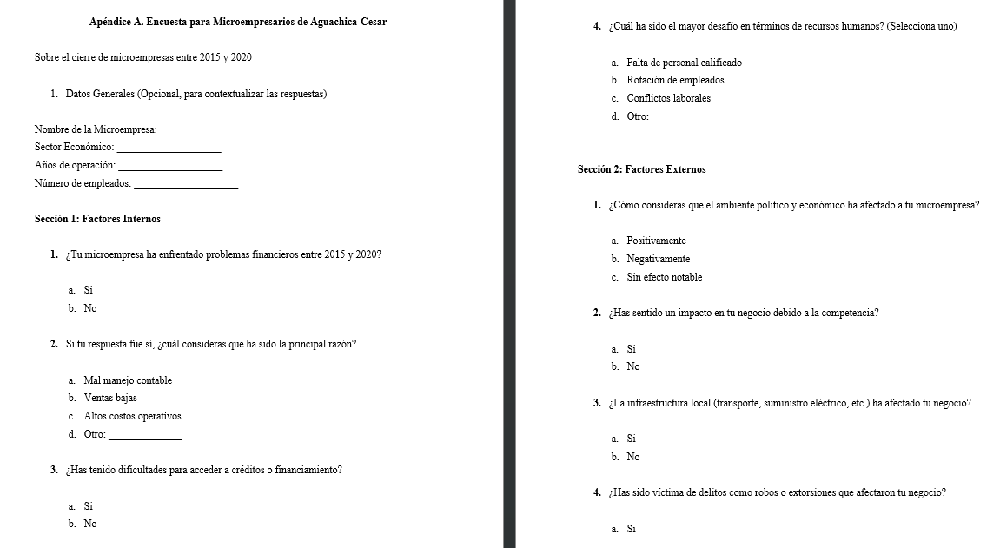 Apéndice A. Encuesta para Microempresarios de Aguachica-Cesar
Sobre el cierre de microempresas entre 2015 y 2020
1. Datos Generales (Opcional, para contextualizar las respuestas)
Nombre de la Microempresa: ____________________
Sector Económico: ____________________
Años de operación: ____________________
Número de empleados: ____________________
Sección 1: Factores Internos
1. ¿Tu microempresa ha enfrentado problemas financieros entre 2015 y 2020?
a. Si
b. No
2. Si tu respuesta fue sí, ¿cuál consideras que ha sido la principal razón?
a. Mal manejo contable
b. Ventas bajas
c. Altos costos operativos
d. Otro: ______________
3. ¿Has tenido dificultades para acceder a créditos o financiamiento?
a. Si
b. No
4. ¿Cuál ha sido el mayor desafío en términos de recursos humanos? (Selecciona uno)
a. Falta de personal calificado
b. Rotación de empleados
c. Conflictos laborales
d. Otro: _________
Sección 2: Factores Externos
1. ¿Cómo consideras que el ambiente político y económico ha afectado a tu microempresa?
a. Positivamente
b. Negativamente
c. Sin efecto notable
2. ¿Has sentido un impacto en tu negocio debido a la competencia?
a. Si
b. No
3. ¿La infraestructura local (transporte, suministro eléctrico, etc.) ha afectado tu negocio?
a. Si
b. No
4. ¿Has sido víctima de delitos como robos o extorsiones que afectaron tu negocio?
a. Si